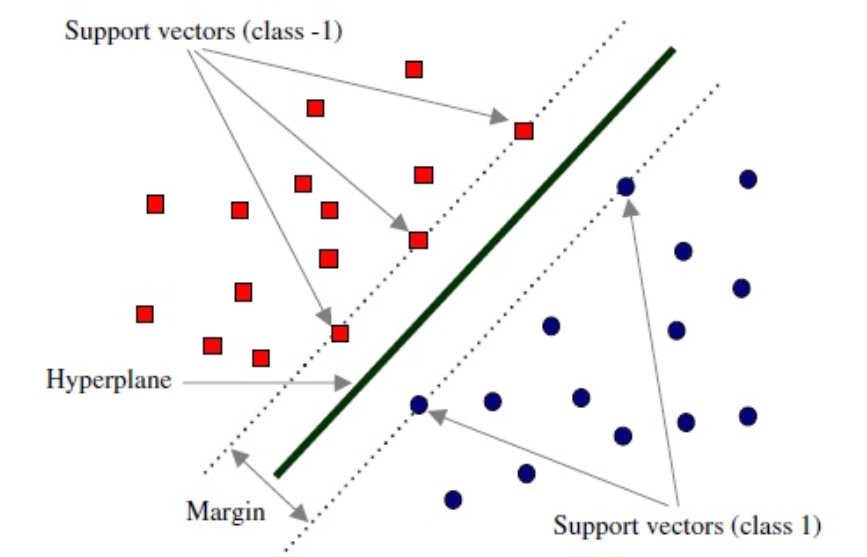 Support vectors (class -1)
Hyperplane
Margin
Support vectors (class 1)